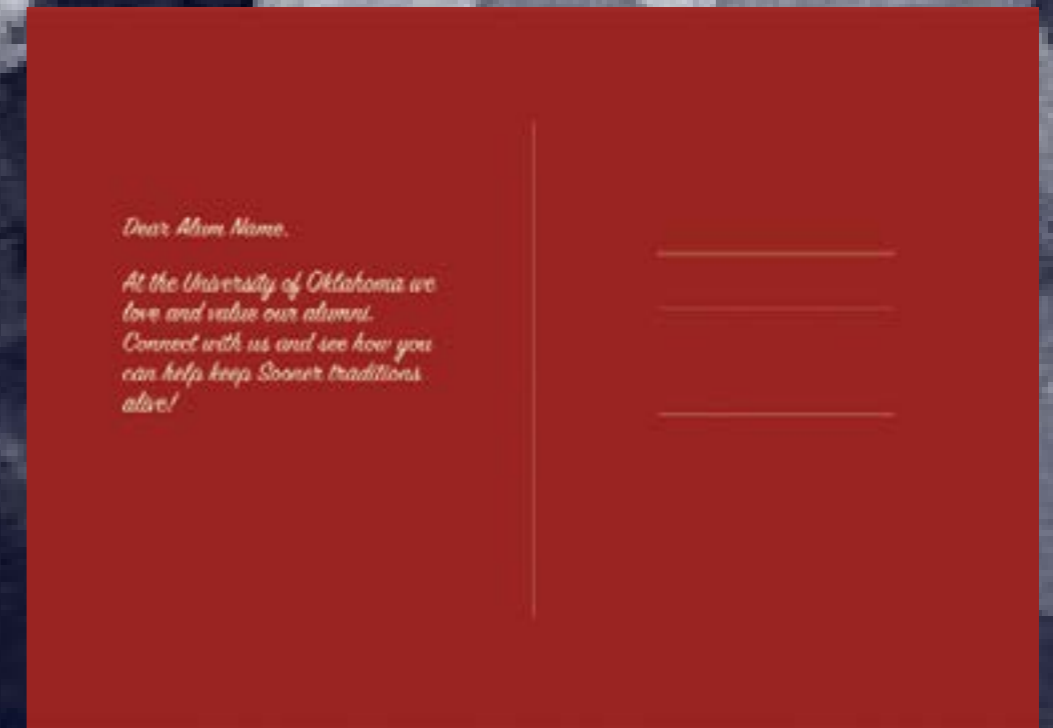 Dear Alum Name,
At the University of Oklahoma we
love and value our alumni.
Connect with us and see how you
can help keep Sooner traditions
alive!